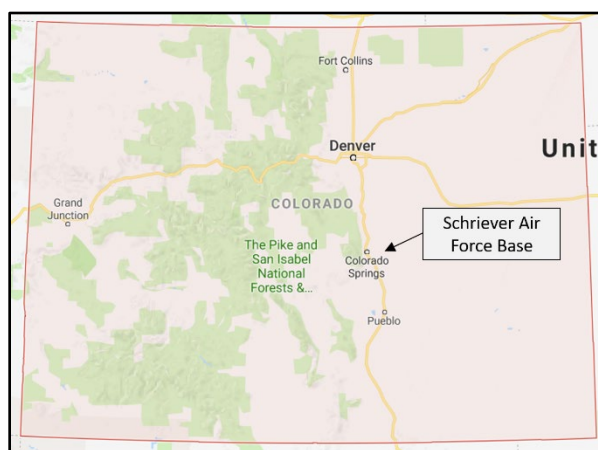 Fort Collins
Denver
Unit
Grand
Junction
COLORADO
Schriever Air
Force Base
The Pike and
San Isabel
National
Forests &...
Colorado
Springs
Pueblo